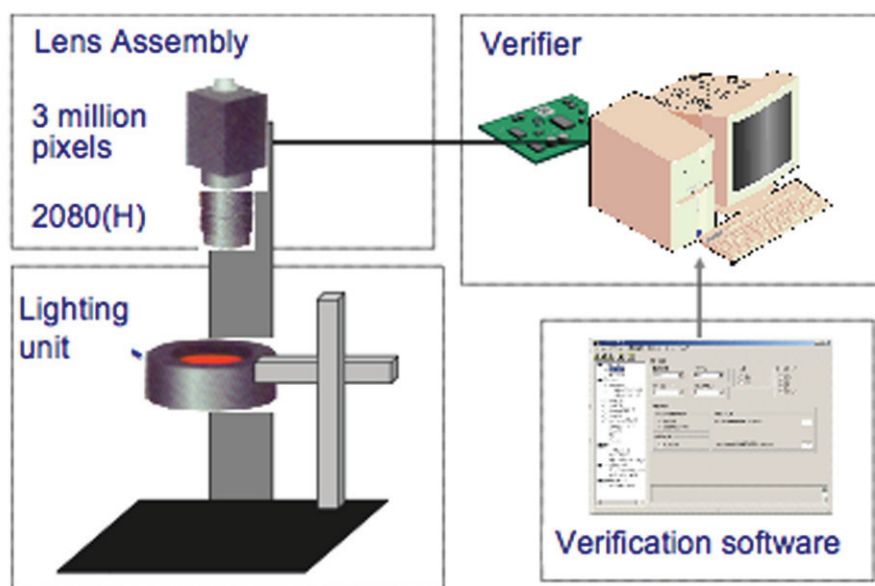 Lens Assembly
3 million
pixels
2080(H)
Verifier
Lighting
unit
Verification software